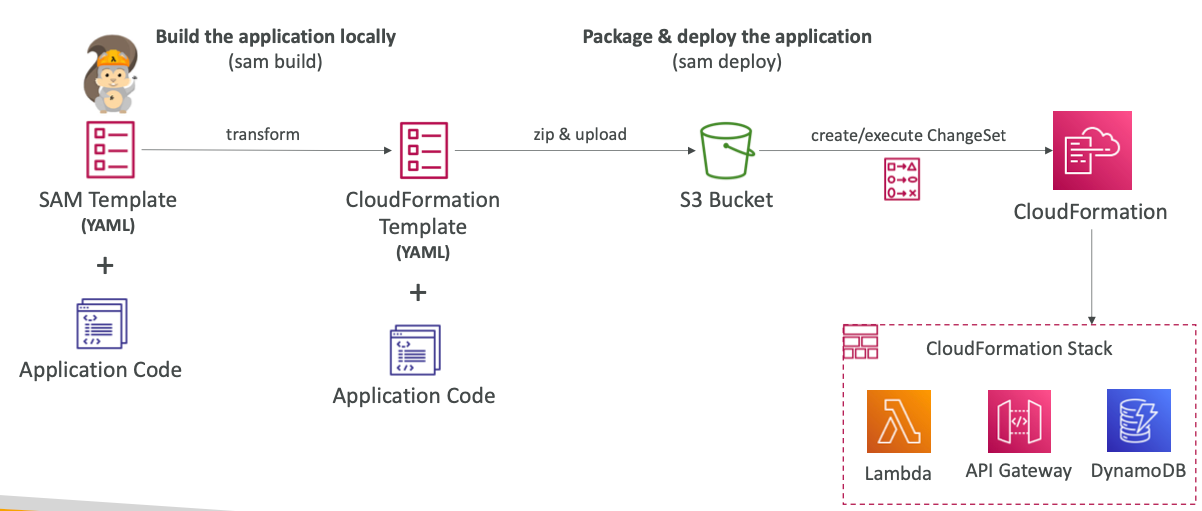 Build the application locally
(sam build)
Package & deploy the application
(sam deploy)
transform
zip & upload
create/execute ChangeSet
SAM Template
(YAML)
+
Application Code
CloudFormation
Template
(YAML)
+
Application Code
S3 Bucket
CloudFormation
CloudFormation Stack
Lambda
API Gateway
DynamoDB